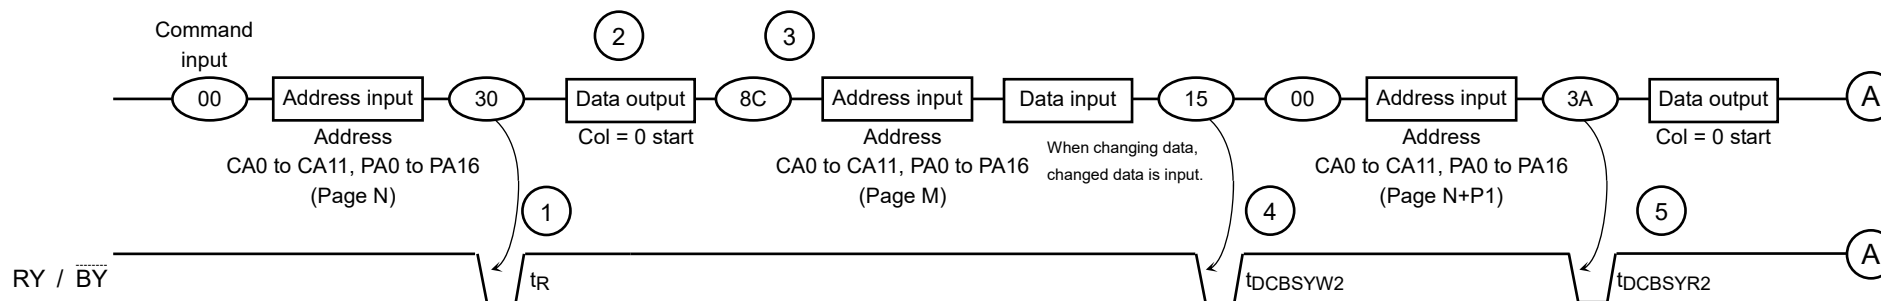 Command
input
2
3
00
Address input
30
Data output
8C
Address input
Data input
15
00
Address input
3A
Data output
A
Address
CA0 to CA11, PA0 to PA16
(Page N)
Col = 0 start
Address
CA0 to CA11, PA0 to PA16
(Page M)
When changing data,
changed data is input.
Address
CA0 to CA11, PA0 to PA16
(Page N+P1)
Col = 0 start
1
4
5
RY / BY
tR
tDCBSYW2
tDCBSYR2
A